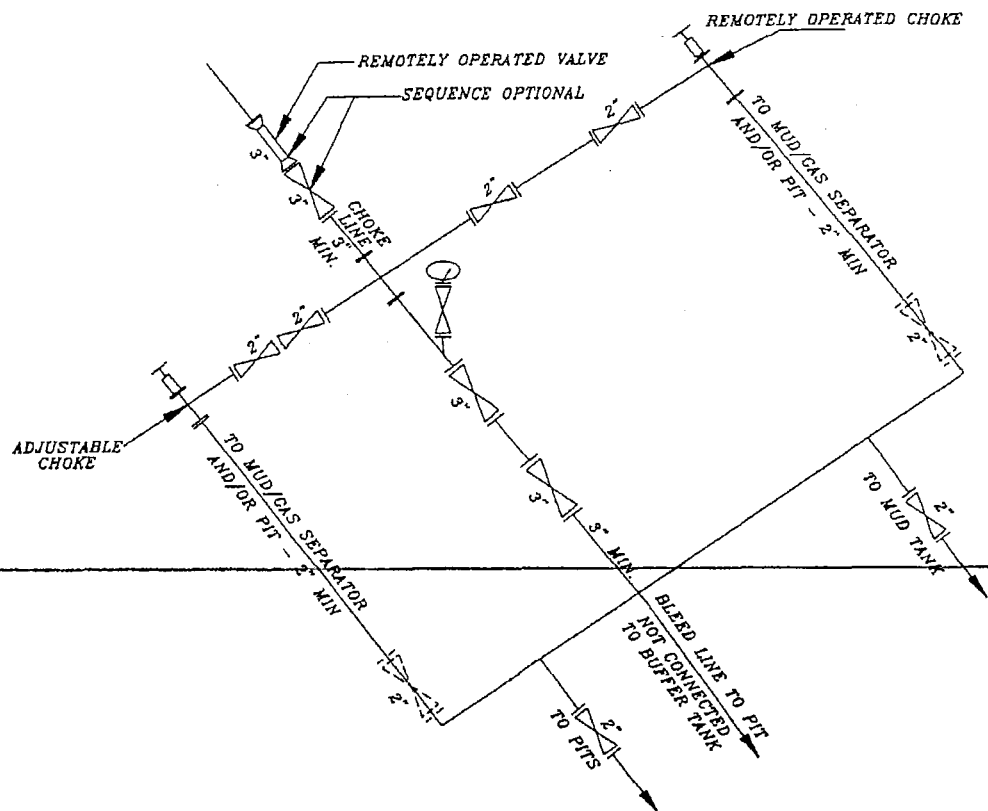 REMOTELY OPERATED CHOKE
REMOTELY OPERATED VALVE
SEQUENCE OPTIONAL
3"
3"
CHOKE
LINE
3"
MIN.
2"
2"
TO MUD/GAS SEPARATOR
AND/OR PIT - 2" MIN
2"
2"
2"
ADJUSTABLE
CHOKE
TO MUD/GAS SEPARATOR
AND/OR PIT - 2" MIN
2"
3"
3"
3" MIN.
BLEED LINE TO PIT
NOT CONNECTED
TO BUFFER TANK
2"
TO MUD TANK
2"
TO PITS